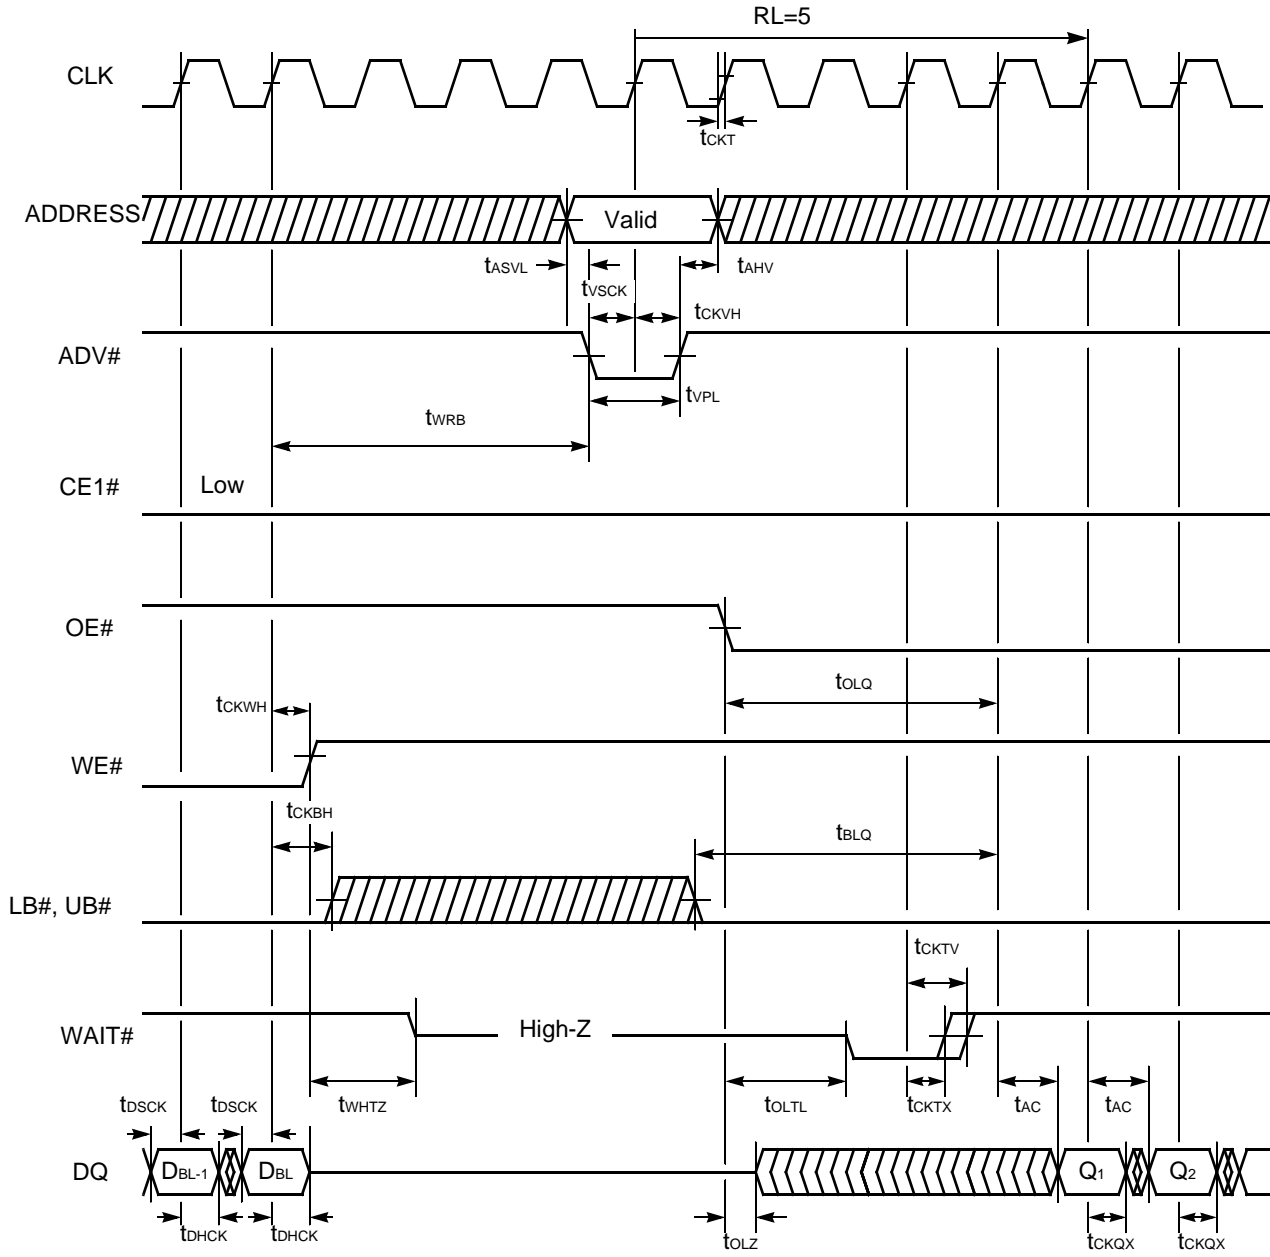 RL=5
CLK
tCKT
ADDRESS
Valid
tASVL
tAHV
tVSCK
tCKVH
ADV#
tVPL
tWRB
CE1#
Low
OE#
tOLQ
tCKWH
WE#
tCKBH
tBLQ
LB#, UB#
tCKTV
WAIT#
High-Z
tDSCK
tDSCK
tWHTZ
tOLTL
tCKTX
tAC
tAC
DQ
DBL-1
DBL
Q1
Q2
tDHCK
tDHCK
tOLZ
tCKQX
tCKQX